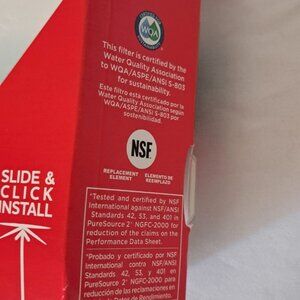 WQA
This filter is certified by the
Water Quality Association
to WQA/ASPE/ANSI S-803
for sustainability.
Este filtro está certificado por la
Water Quality Association según
WQA/ASPE/ANSI S-803 por
sostenibilidad.
NSF
REPLACEMENT
ELEMENT
ELEMENTO DE
REEMPLAZO
SLIDE &
CLICK
INSTALL
*Tested and certified by NSF
International against NSF/ANSI
Standards 42, 53, and 401 in
PureSource 2® NGFC-2000 for
reduction of the claims on the
Performance Data Sheet.
*Probado y certificado por NSF
International contra NSF/ANSI
Standards 42, 53, y 401 en
PureSource 2® NGFC-2000 para
reducción de las reclamaciones en
de Datos de Rendimiento.